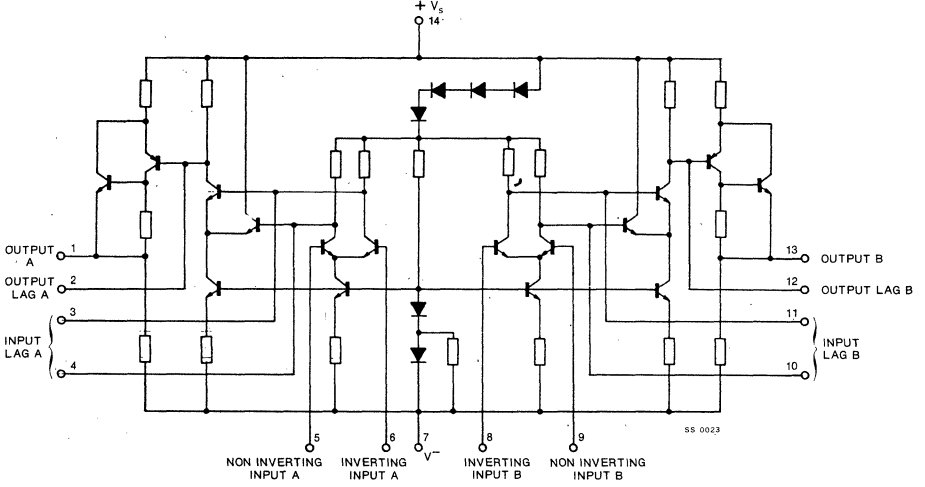 + Vs
14
1
OUTPUT
A
2
OUTPUT
LAG A
3
INPUT
LAG A
4
13
OUTPUT B
12
OUTPUT LAG B
11
INPUT
LAG B
10
SS 0023
5
NON INVERTING
INPUT A
6
INVERTING
INPUT A
7
V−
8
INVERTING
INPUT B
9
NON INVERTING
INPUT B